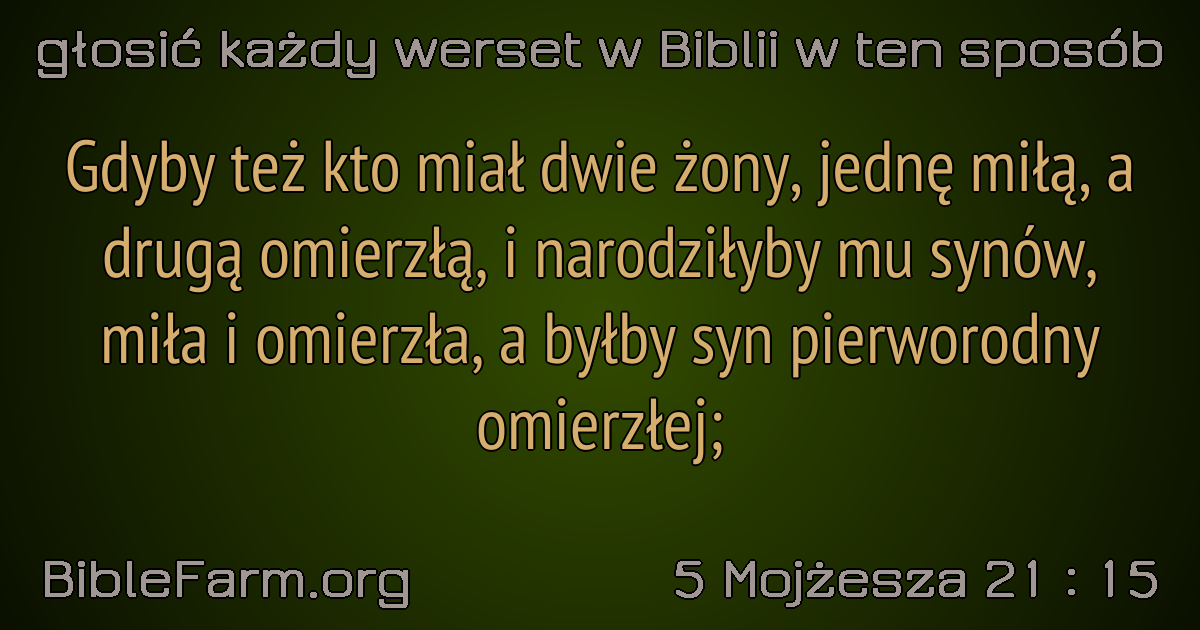 głosić każdy werset w Biblii w ten sposób
Gdyby też kto miał dwie żony, jednę miłą, a
drugą omierzłą, i narodziłyby mu synów,
miła i omierzła, a byłby syn pierworodny
omierzłej;
BibleFarm.org
5 Mojżesza 21 : 15